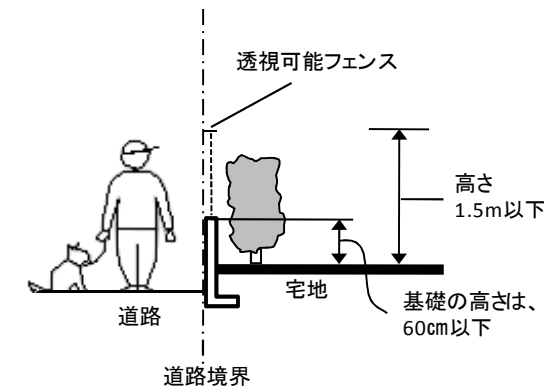 透視可能フェンス
高さ
1.5m以下
宅地
基礎の高さは、
60㎝以下
道路
道路境界